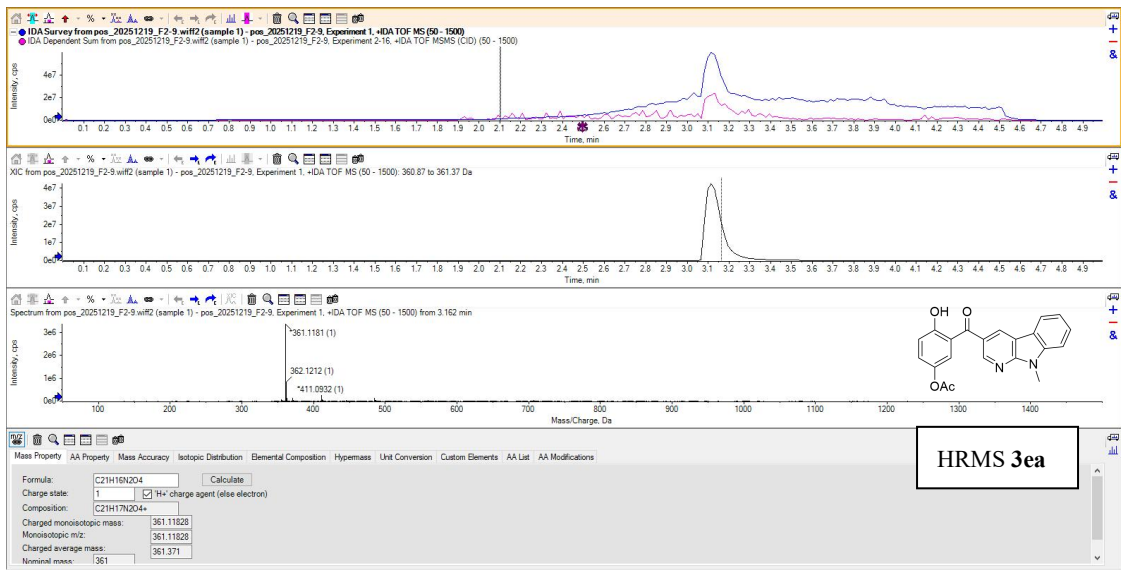 IDA Survey from pos_20251219_F2-9.wiff2 (sample 1) - pos_20251219_F2-9, Experiment 1, +IDA TOF MS (50 - 1500)
IDA Dependent Sum from pos_20251219_F2-9.wiff2 (sample 1) - pos_20251219_F2-9, Experiment 2-16, +IDA TOF MSMS (CID) (50 - 1500)
Intensity, cps
4e7
2e7
0e0
0.1 0.2 0.3 0.4 0.5 0.6 0.7 0.8 0.9 1.0 1.1 1.2 1.3 1.4 1.5 1.6 1.7 1.8 1.9 2.0 2.1 2.2 2.3 2.4 2.5 2.6 2.7 2.8 2.9 3.0 3.1 3.2 3.3 3.4 3.5 3.6 3.7 3.8 3.9 4.0 4.1 4.2 4.3 4.4 4.5 4.6 4.7 4.8 4.9
Time, min
XIC from pos_20251219_F2-9.wiff2 (sample 1) - pos_20251219_F2-9, Experiment 1, +IDA TOF MS (50 - 1500): 360.87 to 361.37 Da
Intensity, cps
4e7
3e7
2e7
1e7
0e0
0.1 0.2 0.3 0.4 0.5 0.6 0.7 0.8 0.9 1.0 1.1 1.2 1.3 1.4 1.5 1.6 1.7 1.8 1.9 2.0 2.1 2.2 2.3 2.4 2.5 2.6 2.7 2.8 2.9 3.0 3.1 3.2 3.3 3.4 3.5 3.6 3.7 3.8 3.9 4.0 4.1 4.2 4.3 4.4 4.5 4.6 4.7 4.8 4.9
Time, min
Spectrum from pos_20251219_F2-9.wiff2 (sample 1) - pos_20251219_F2-9, Experiment 1, +IDA TOF MS (50 - 1500) from 3.162 min
Intensity, cps
3e6
2e6
1e6
0e0
*361.1181 (1)
362.1212 (1)
*411.0932 (1)
OH
O
N
N
OAc
100 200 300 400 500 600 700 800 900 1000 1100 1200 1300 1400
Mass/Charge, Da
m/z
Mass Property AA Property Mass Accuracy Isotopic Distribution Elemental Composition Hypermass Unit Conversion Custom Elements AA List AA Modifications
Formula: C21H16N2O4 Calculate
Charge state: 1 'H+' charge agent (else electron)
Composition: C21H17N2O4+
Charged monoisotopic mass: 361.11828
Monoisotopic m/z: 361.11828
Charged average mass: 361.371
Nominal mass: 361
HRMS 3ea